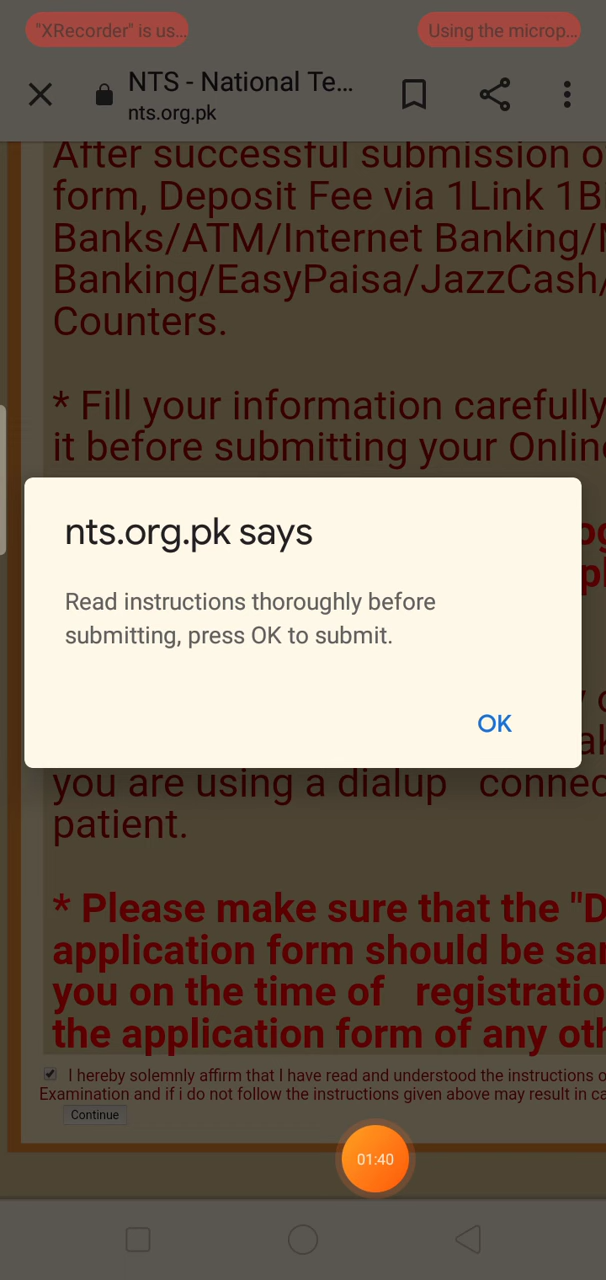 "XRecorder" is us...
Using the microp...
NTS - National Te...
nts.org.pk
After successful submission o
form, Deposit Fee via 1Link 1B
Banks/ATM/Internet Banking/
Banking/EasyPaisa/JazzCash/
Counters.
* Fill your information carefully
it before submitting your Onlin
nts.org.pk says
Read instructions thoroughly before
submitting, press OK to submit.
OK
you are using a dialup connec
patient.
* Please make sure that the "D
application form should be sa
you on the time of registratio
the application form of any oth
I hereby solemnly affirm that I have read and understood the instructions o
Examination and if i do not follow the instructions given above may result in ca
Continue
01:40